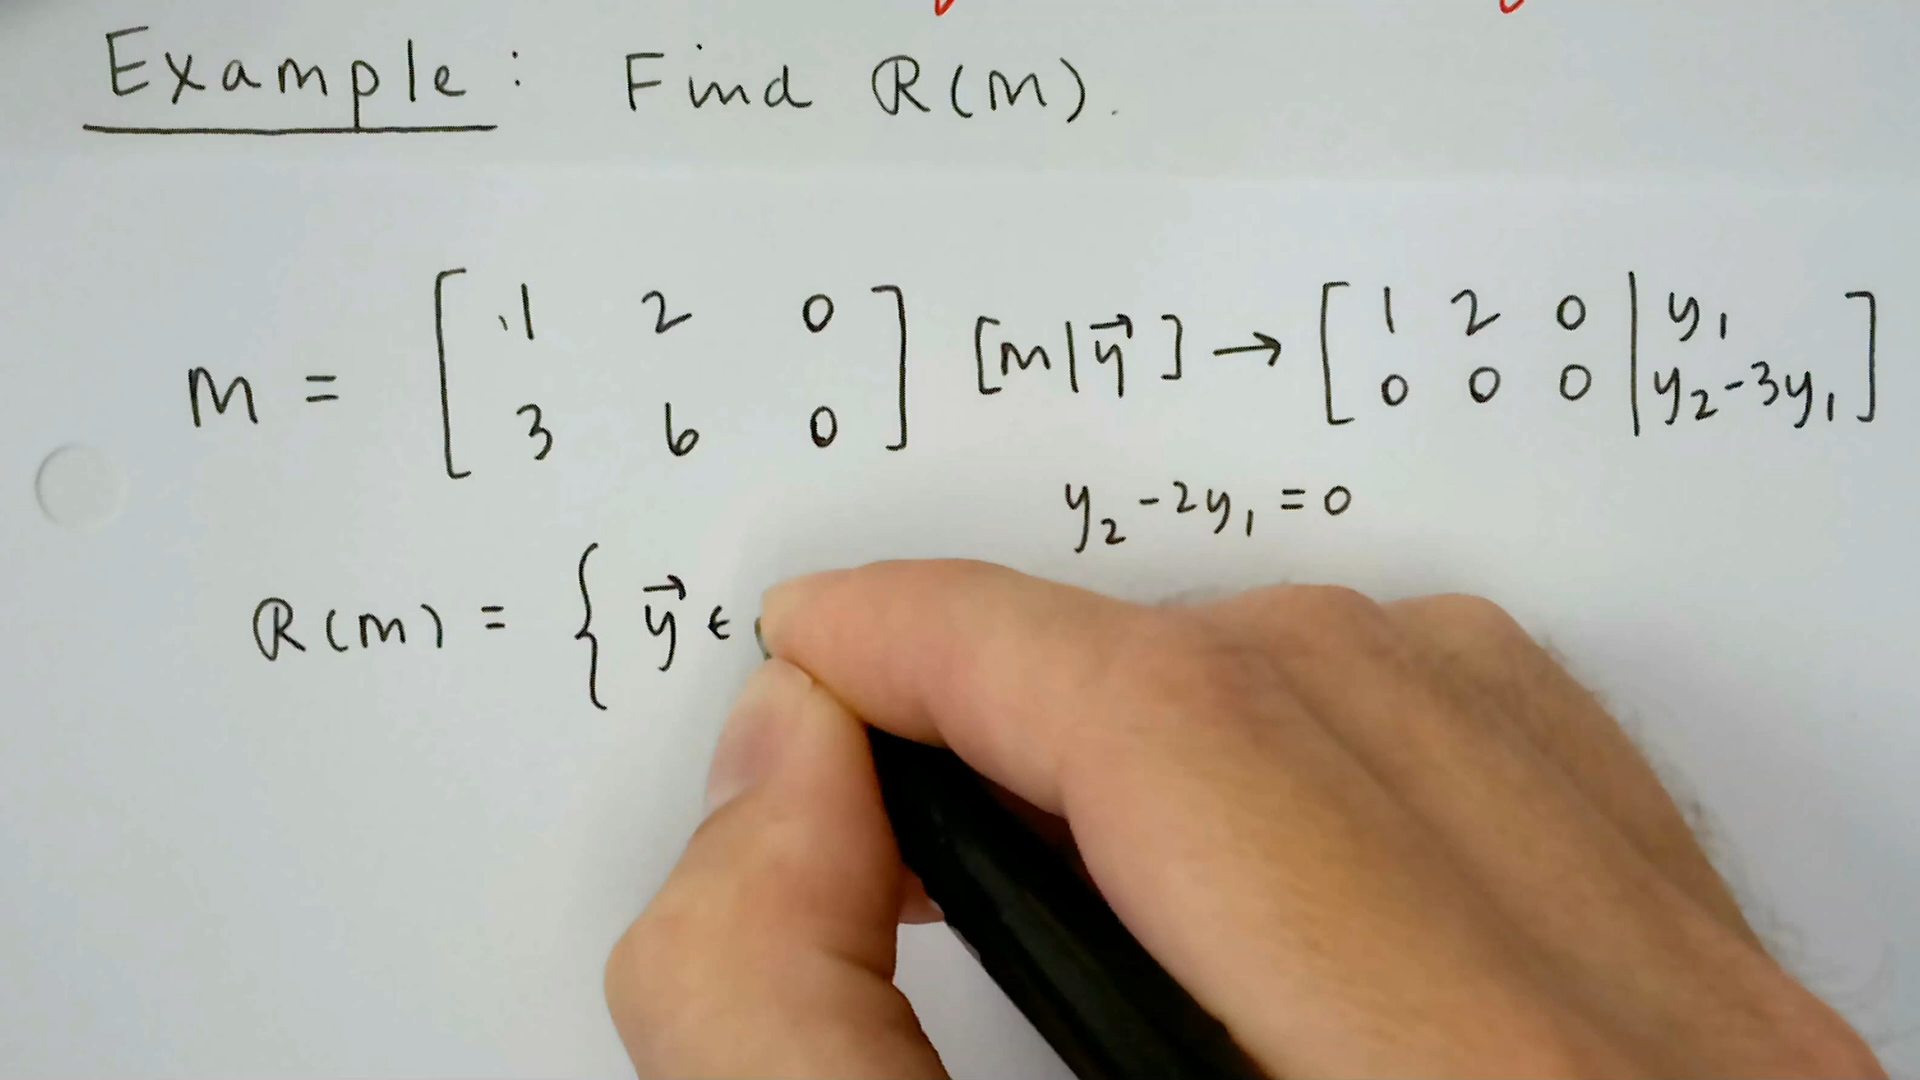 Example: Find R(M).
M = [ 1 2 0 ; 3 6 0 ] [M|y⃗] → [ 1 2 0 | y₁ ; 0 0 0 | y₂-3y₁ ]
y₂ -2y₁ = 0
R(M) = { y⃗ ∈